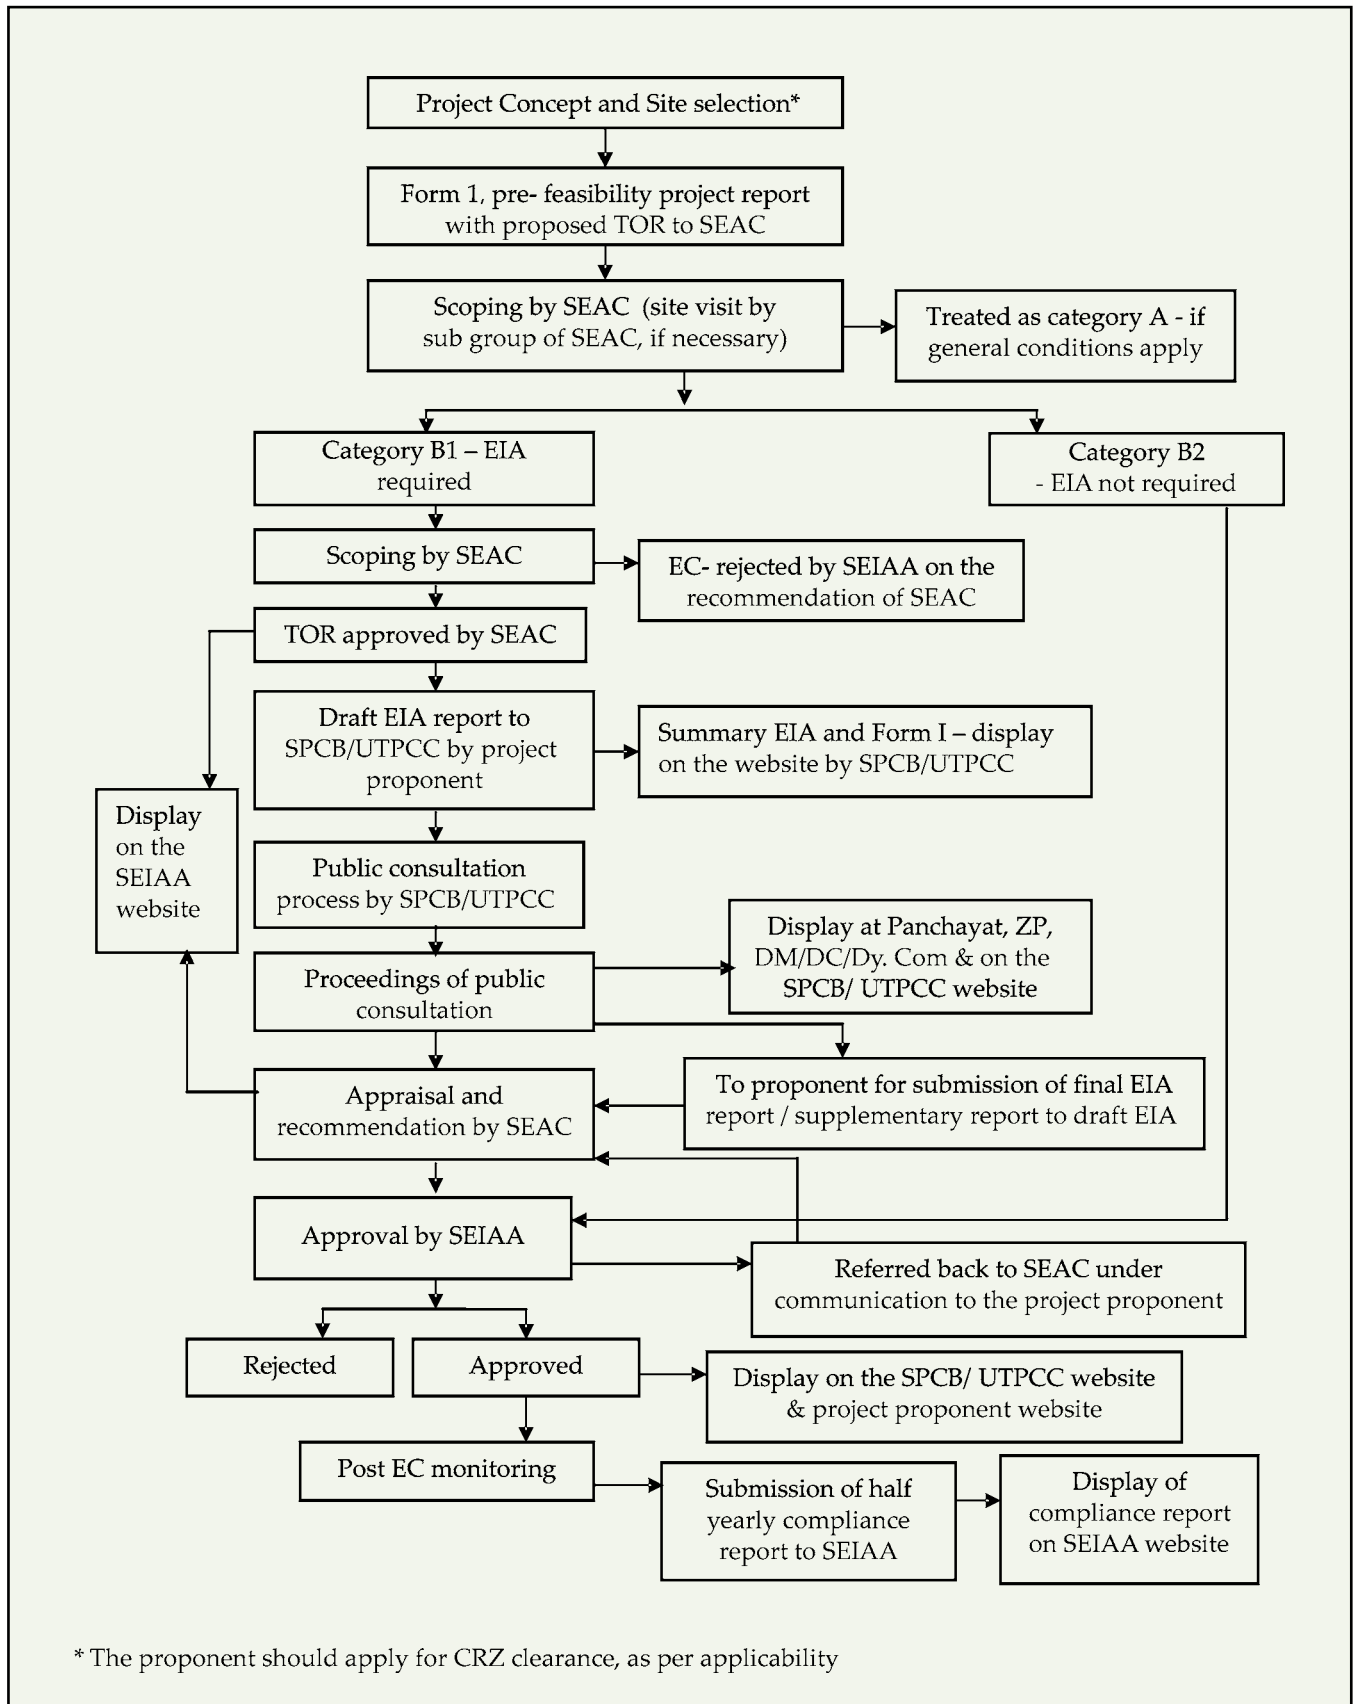 Project Concept and Site selection*
Form 1, pre- feasibility project report
with proposed TOR to SEAC
Scoping by SEAC (site visit by
sub group of SEAC, if necessary)
Treated as category A - if
general conditions apply
Category B1 – EIA
required
Category B2
- EIA not required
Scoping by SEAC
EC- rejected by SEIAA on the
recommendation of SEAC
TOR approved by SEAC
Draft EIA report to
SPCB/UTPCC by project
proponent
Summary EIA and Form I – display
on the website by SPCB/UTPCC
Display
on the
SEIAA
website
Public consultation
process by SPCB/UTPCC
Proceedings of public
consultation
Display at Panchayat, ZP,
DM/DC/Dy. Com & on the
SPCB/ UTPCC website
To proponent for submission of final EIA
report / supplementary report to draft EIA
Appraisal and
recommendation by SEAC
Approval by SEIAA
Referred back to SEAC under
communication to the project proponent
Rejected
Approved
Display on the SPCB/ UTPCC website
& project proponent website
Post EC monitoring
Submission of half
yearly compliance
report to SEIAA
Display of
compliance report
on SEIAA website
* The proponent should apply for CRZ clearance, as per applicability